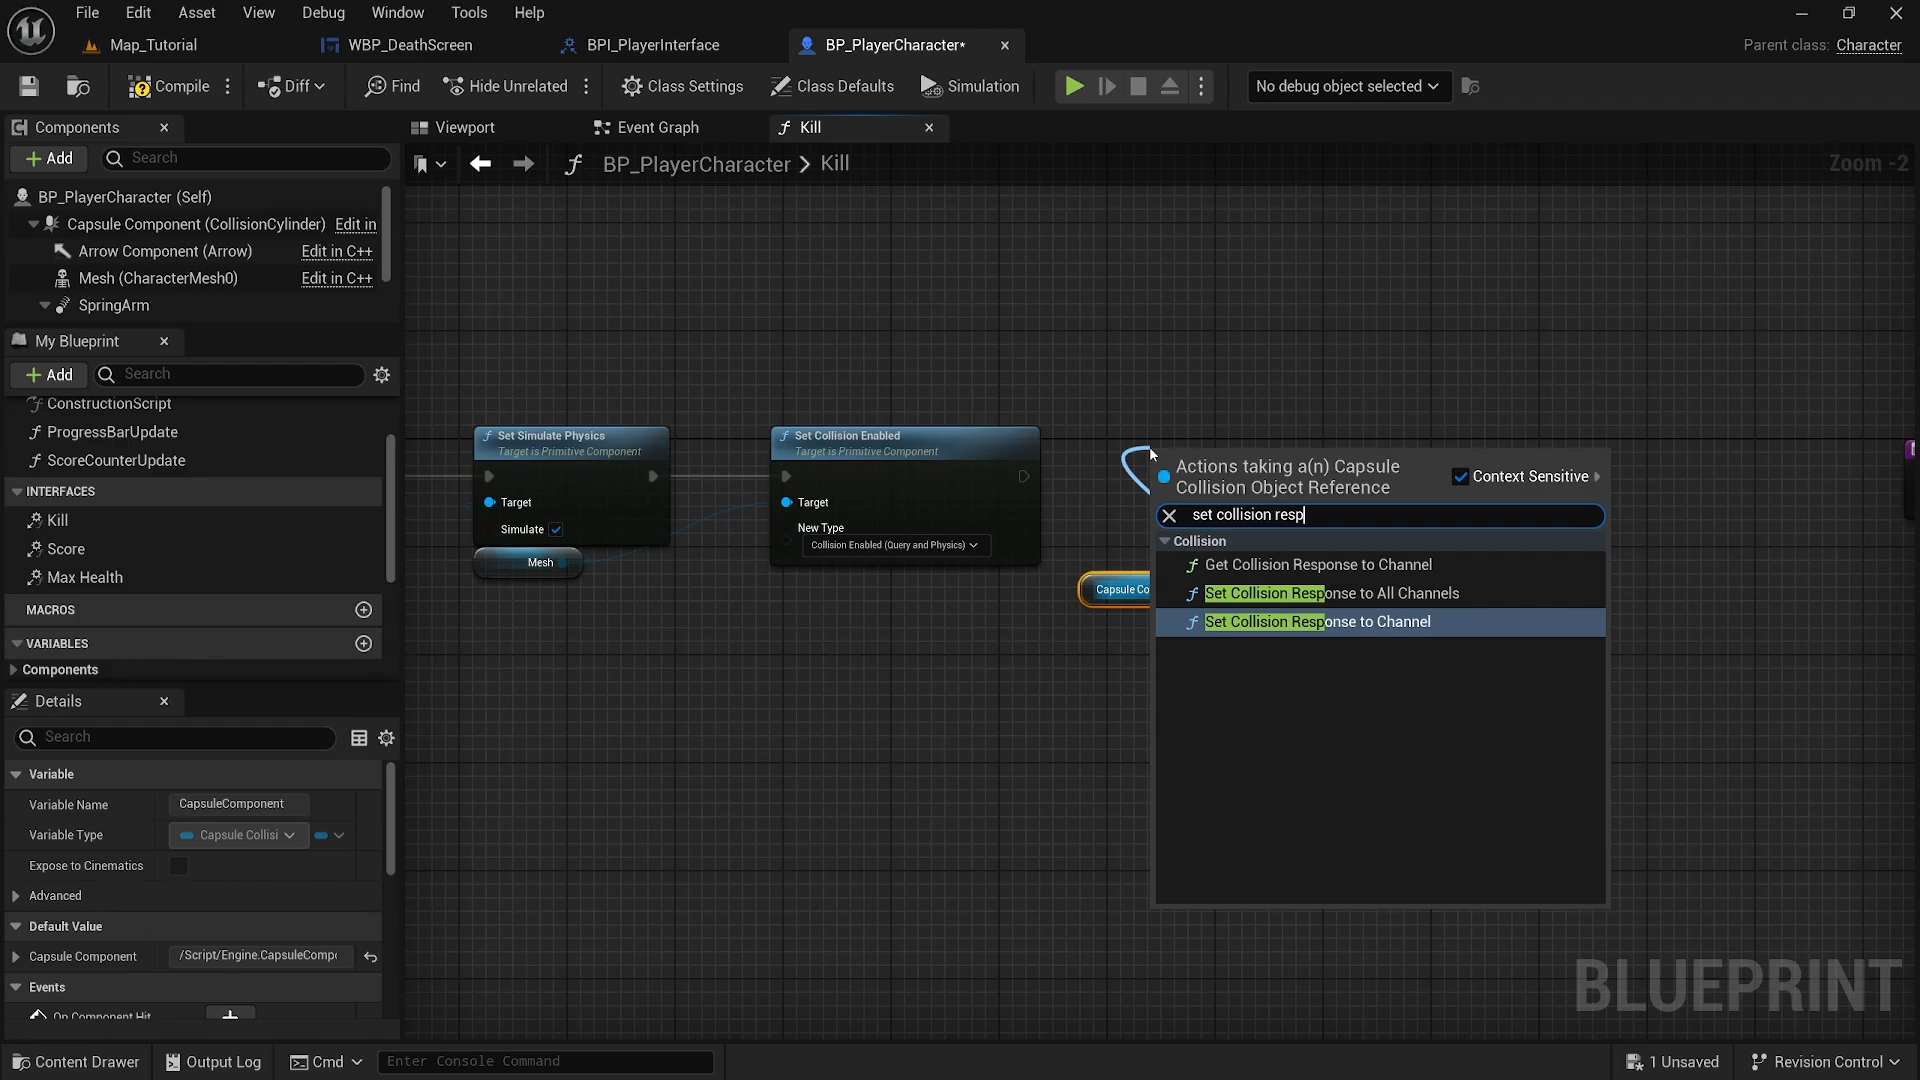 File Edit Asset View Debug Window Tools Help
Map_Tutorial WBP_DeathScreen BPI_PlayerInterface BP_PlayerCharacter* Parent class: Character
Compile Diff Find Hide Unrelated Class Settings Class Defaults Simulation No debug object selected
Components Viewport Event Graph Kill
Add Search
BP_PlayerCharacter > Kill Zoom -2
BP_PlayerCharacter (Self)
Capsule Component (CollisionCylinder) Edit in
Arrow Component (Arrow) Edit in C++
Mesh (CharacterMesh0) Edit in C++
SpringArm
My Blueprint
Add Search
ConstructionScript
ProgressBarUpdate
ScoreCounterUpdate
INTERFACES
Kill
Score
Max Health
MACROS
VARIABLES
Components
Set Simulate Physics
Target is Primitive Component
Target
Simulate
Mesh
Set Collision Enabled
Target is Primitive Component
Target
New Type
Collision Enabled (Query and Physics)
Capsule Co
Actions taking a(n) Capsule
Collision Object Reference
Context Sensitive
set collision resp
Collision
Get Collision Response to Channel
Set Collision Response to All Channels
Set Collision Response to Channel
Details
Search
Variable
Variable Name CapsuleComponent
Variable Type Capsule Collisi
Expose to Cinematics
Advanced
Default Value
Capsule Component /Script/Engine.CapsuleCompo
Events
On Component Hit
BLUEPRINT
Content Drawer Output Log Cmd Enter Console Command 1 Unsaved Revision Control